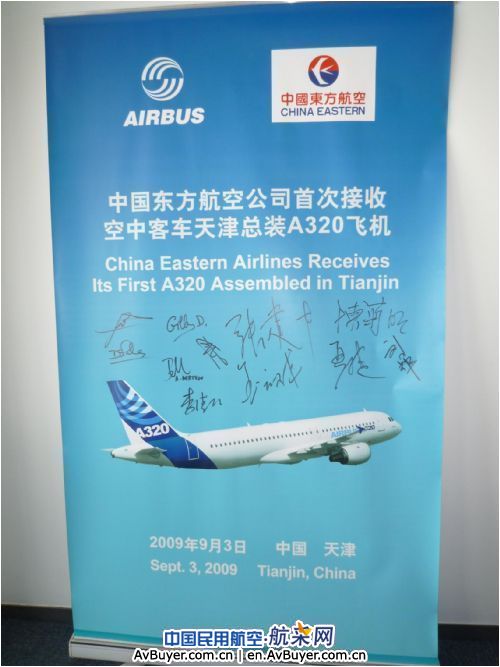 AIRBUS
中國東方航空
CHINA EASTERN
中国东方航空公司首次接收
空中客车天津总装A320飞机
China Eastern Airlines Receives
Its First A320 Assembled in Tianjin
A320
AIRBUS
2009年9月3日 中国 天津
Sept. 3, 2009 Tianjin, China
中国民用航空·航采网
AvBuyer.com.cn | en.AvBuyer.com.cn